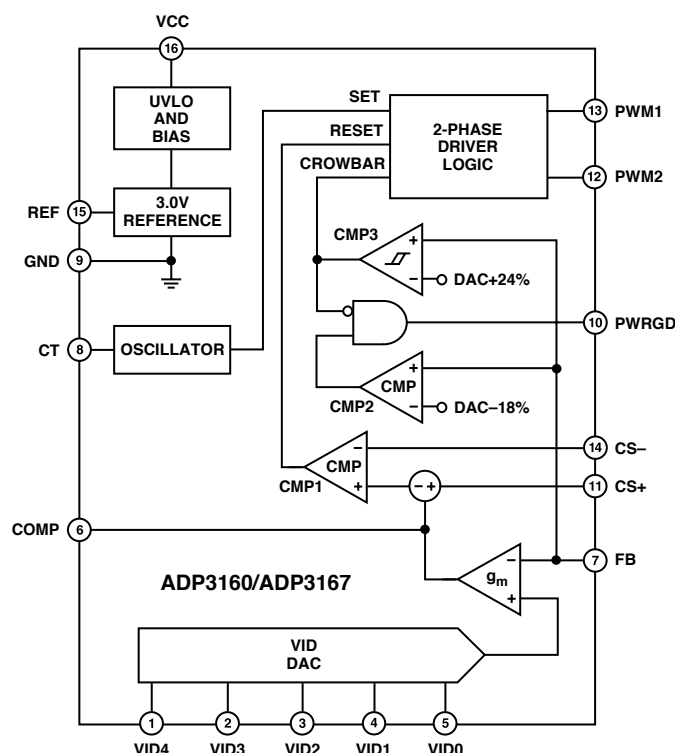 VCC
16
UVLO
AND
BIAS
3.0V
REFERENCE
REF 15
GND 9
CT 8
OSCILLATOR
SET
RESET
CROWBAR
2-PHASE
DRIVER
LOGIC
13 PWM1
12 PWM2
CMP3
+
–
DAC+24%
10 PWRGD
+
CMP
–
CMP2
DAC–18%
–
CMP
+
CMP1
14 CS–
– +
11 CS+
COMP 6
–
gm
+
7 FB
ADP3160/ADP3167
VID
DAC
1 2 3 4 5
VID4 VID3 VID2 VID1 VID0